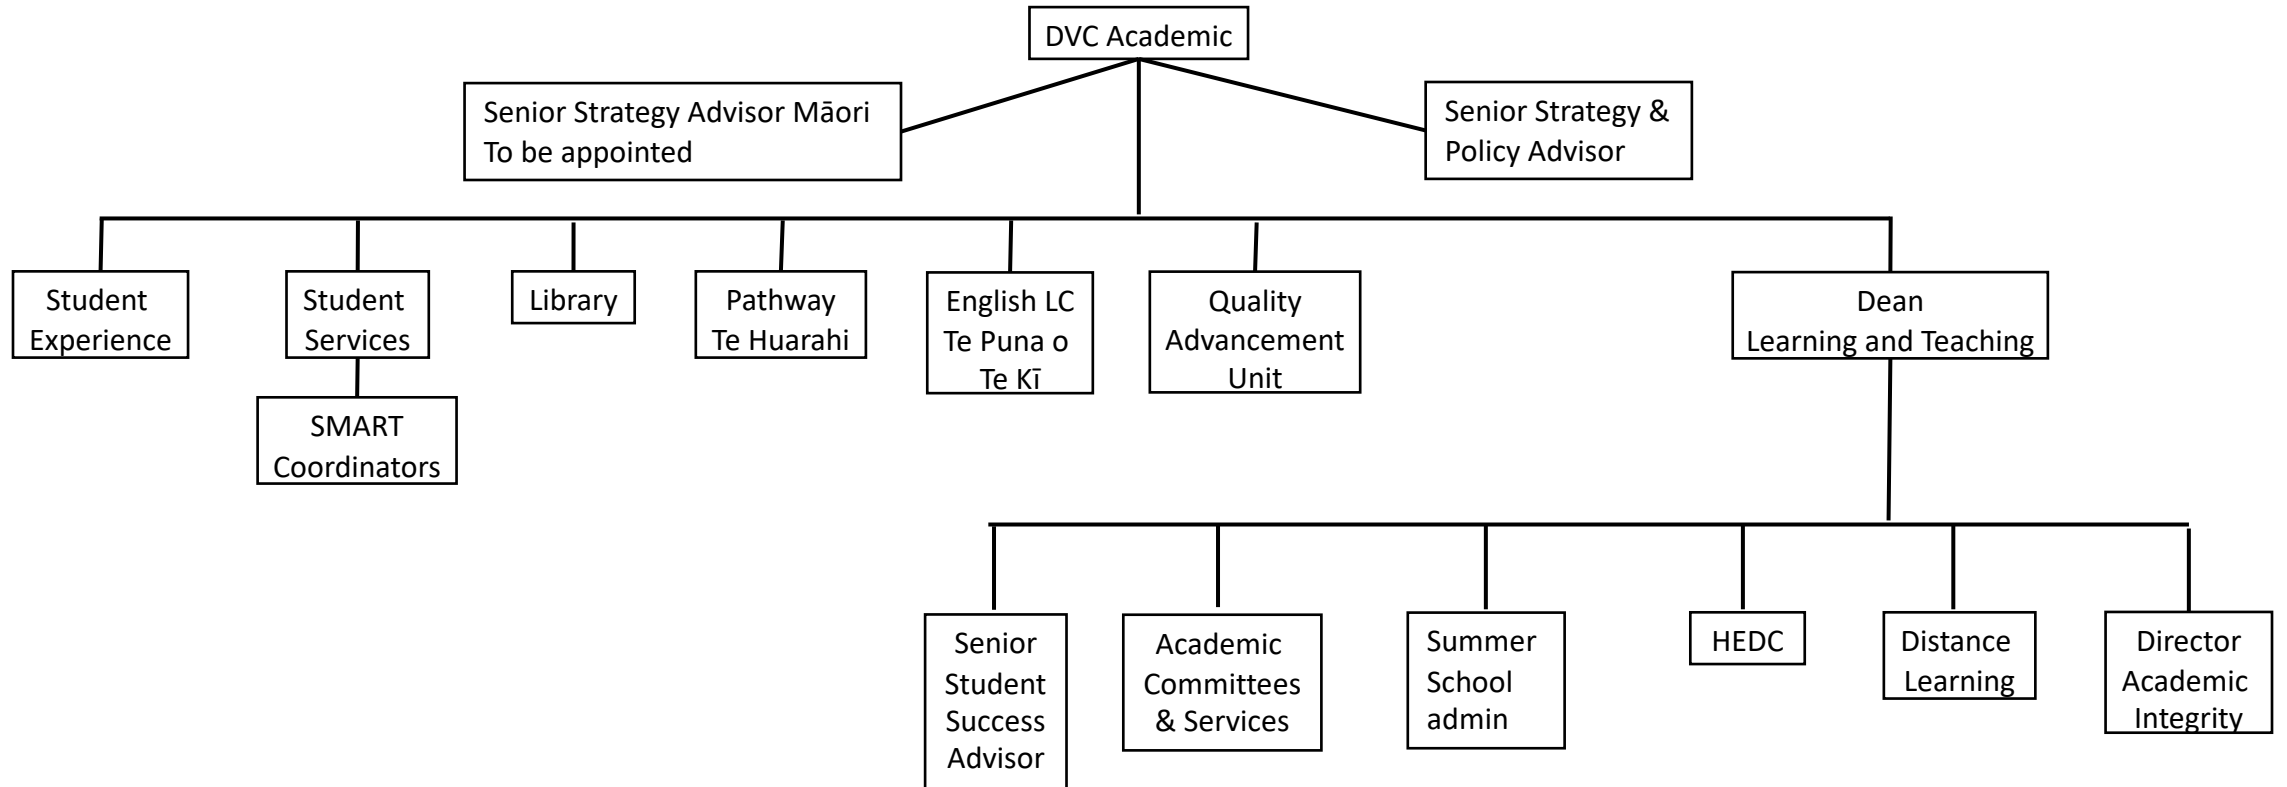 DVC Academic
Senior Strategy Advisor Māori
To be appointed
Senior Strategy &
Policy Advisor
Student
Experience
Student
Services
Library
Pathway
Te Huarahi
English LC
Te Puna o
Te Kī
Quality
Advancement
Unit
Dean
Learning and Teaching
SMART
Coordinators
Senior
Student
Success
Advisor
Academic
Committees
& Services
Summer
School
admin
HEDC
Distance
Learning
Director
Academic
Integrity